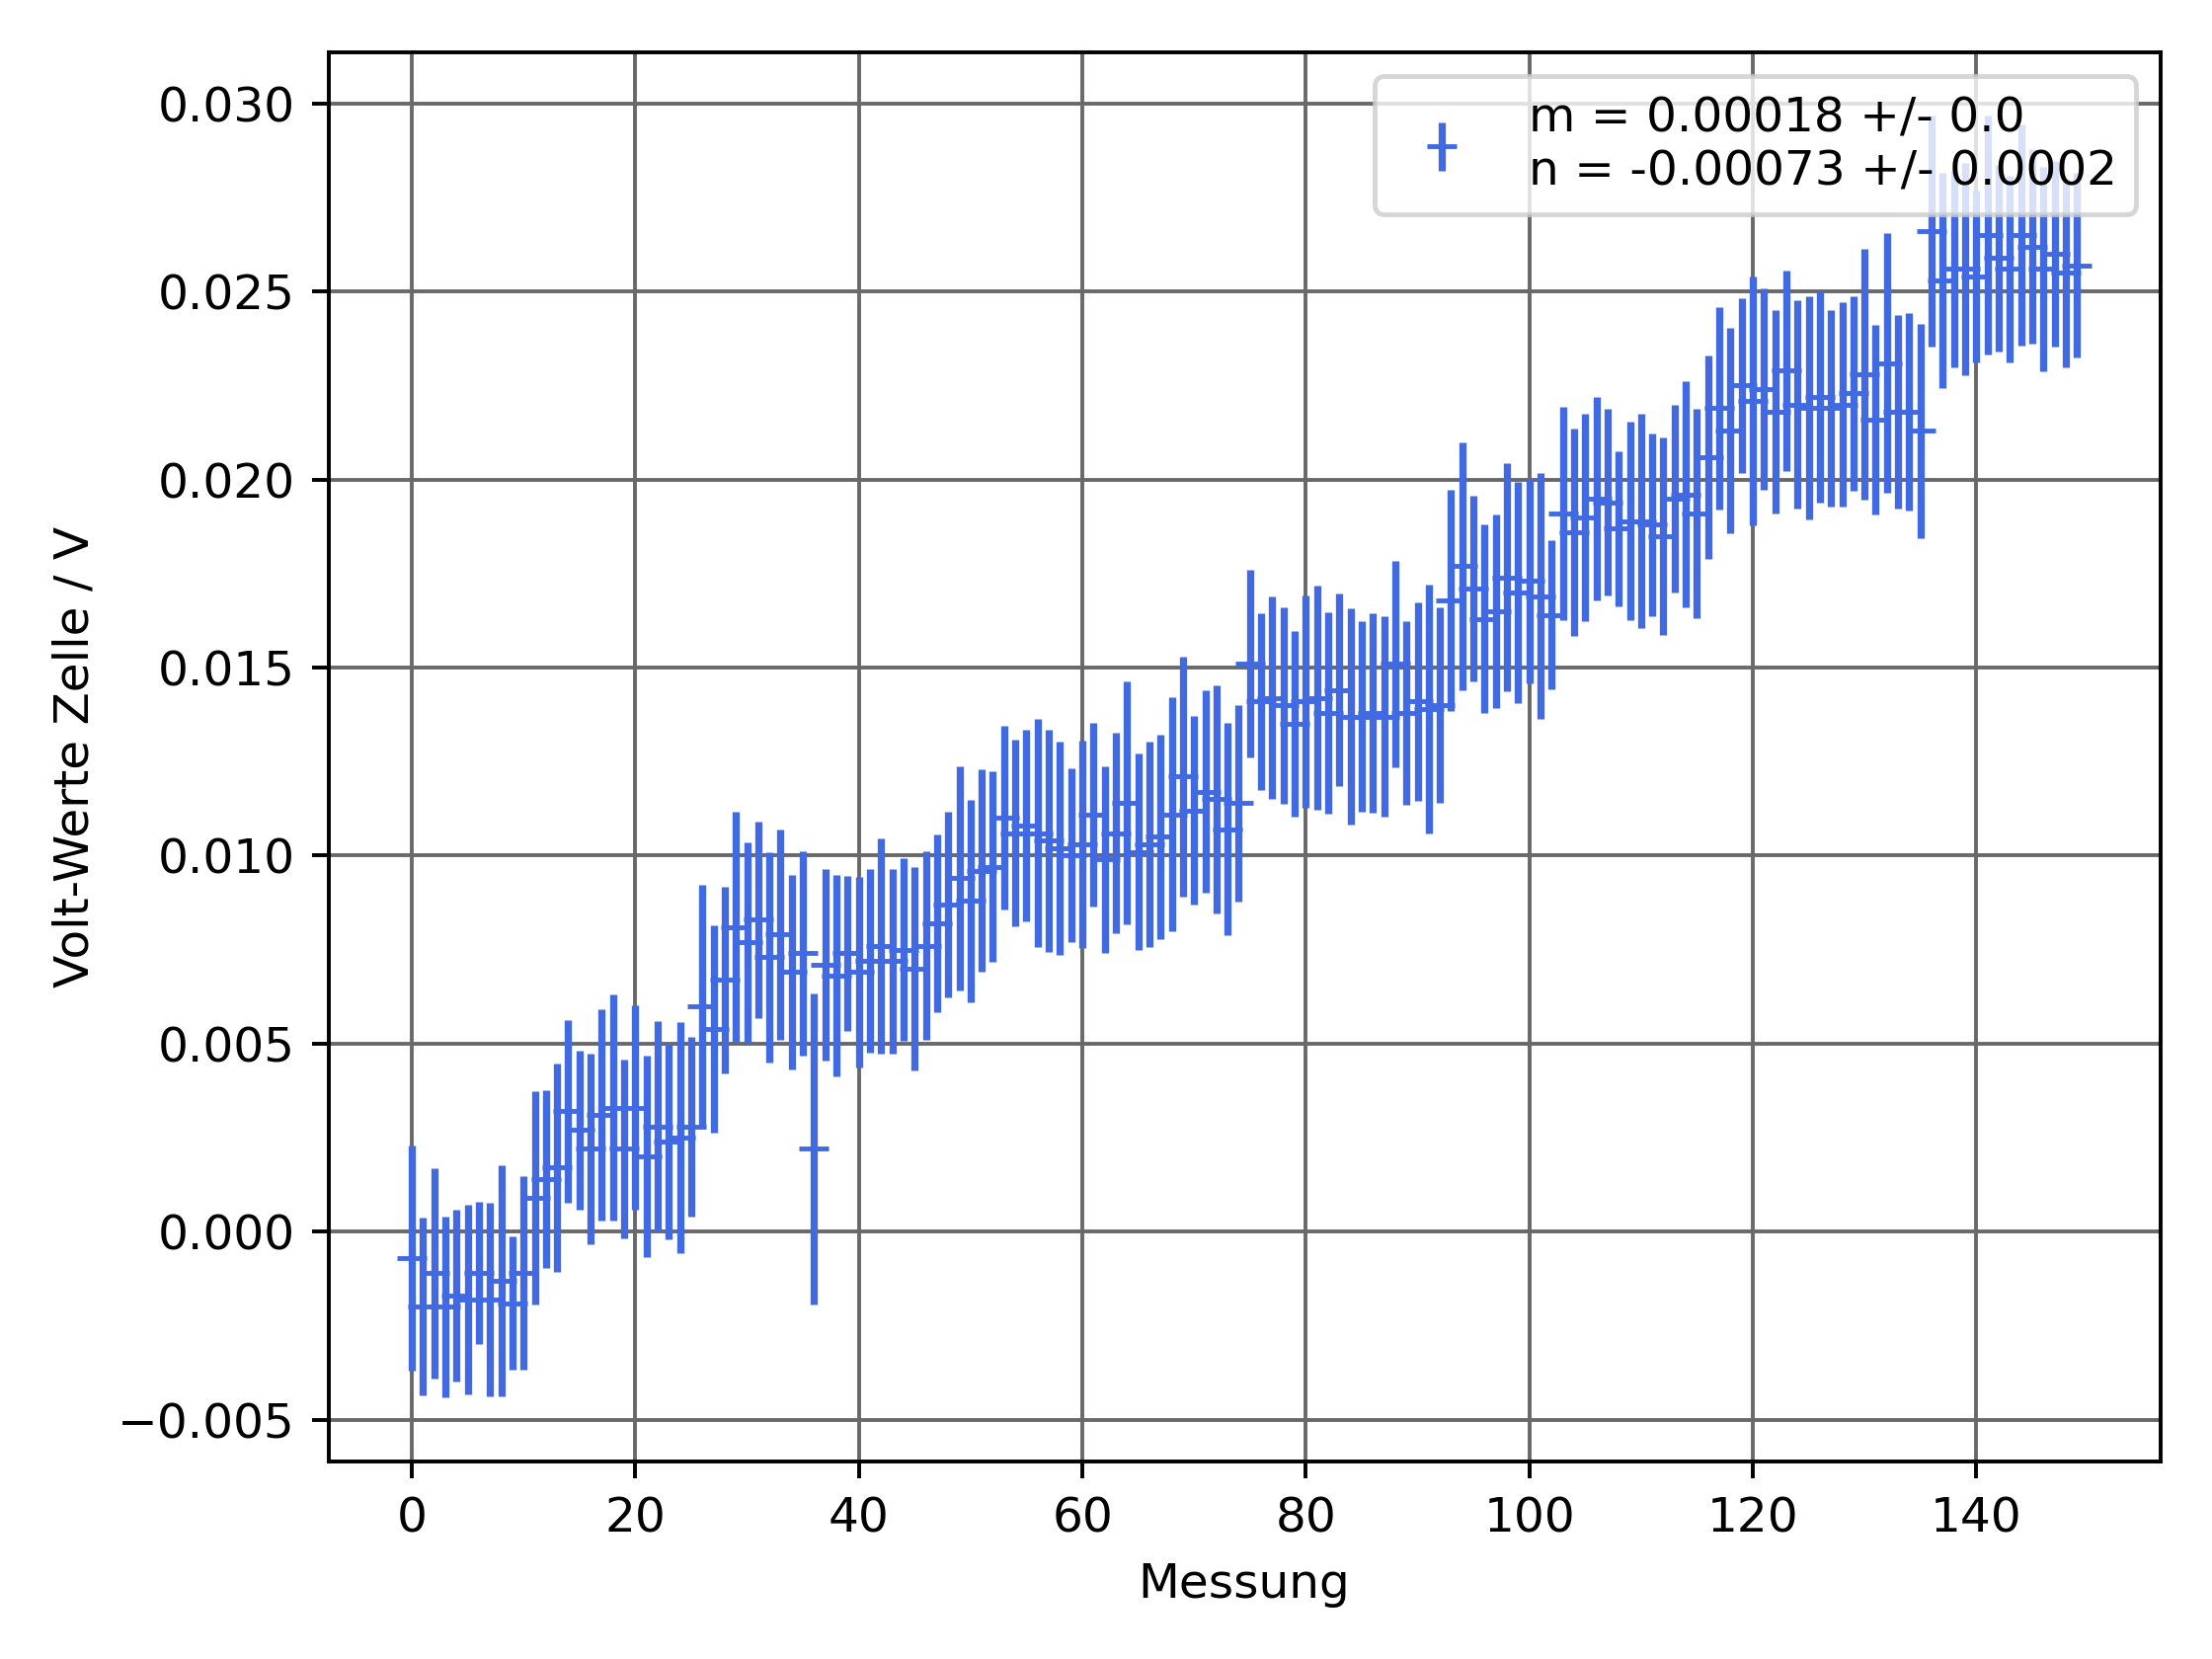 m = 0.00018 +/- 0.0
n = -0.00073 +/- 0.0002
0.030
0.025
0.020
0.015
0.010
0.005
0.000
−0.005
Volt-Werte Zelle / V
0 20 40 60 80 100 120 140
Messung